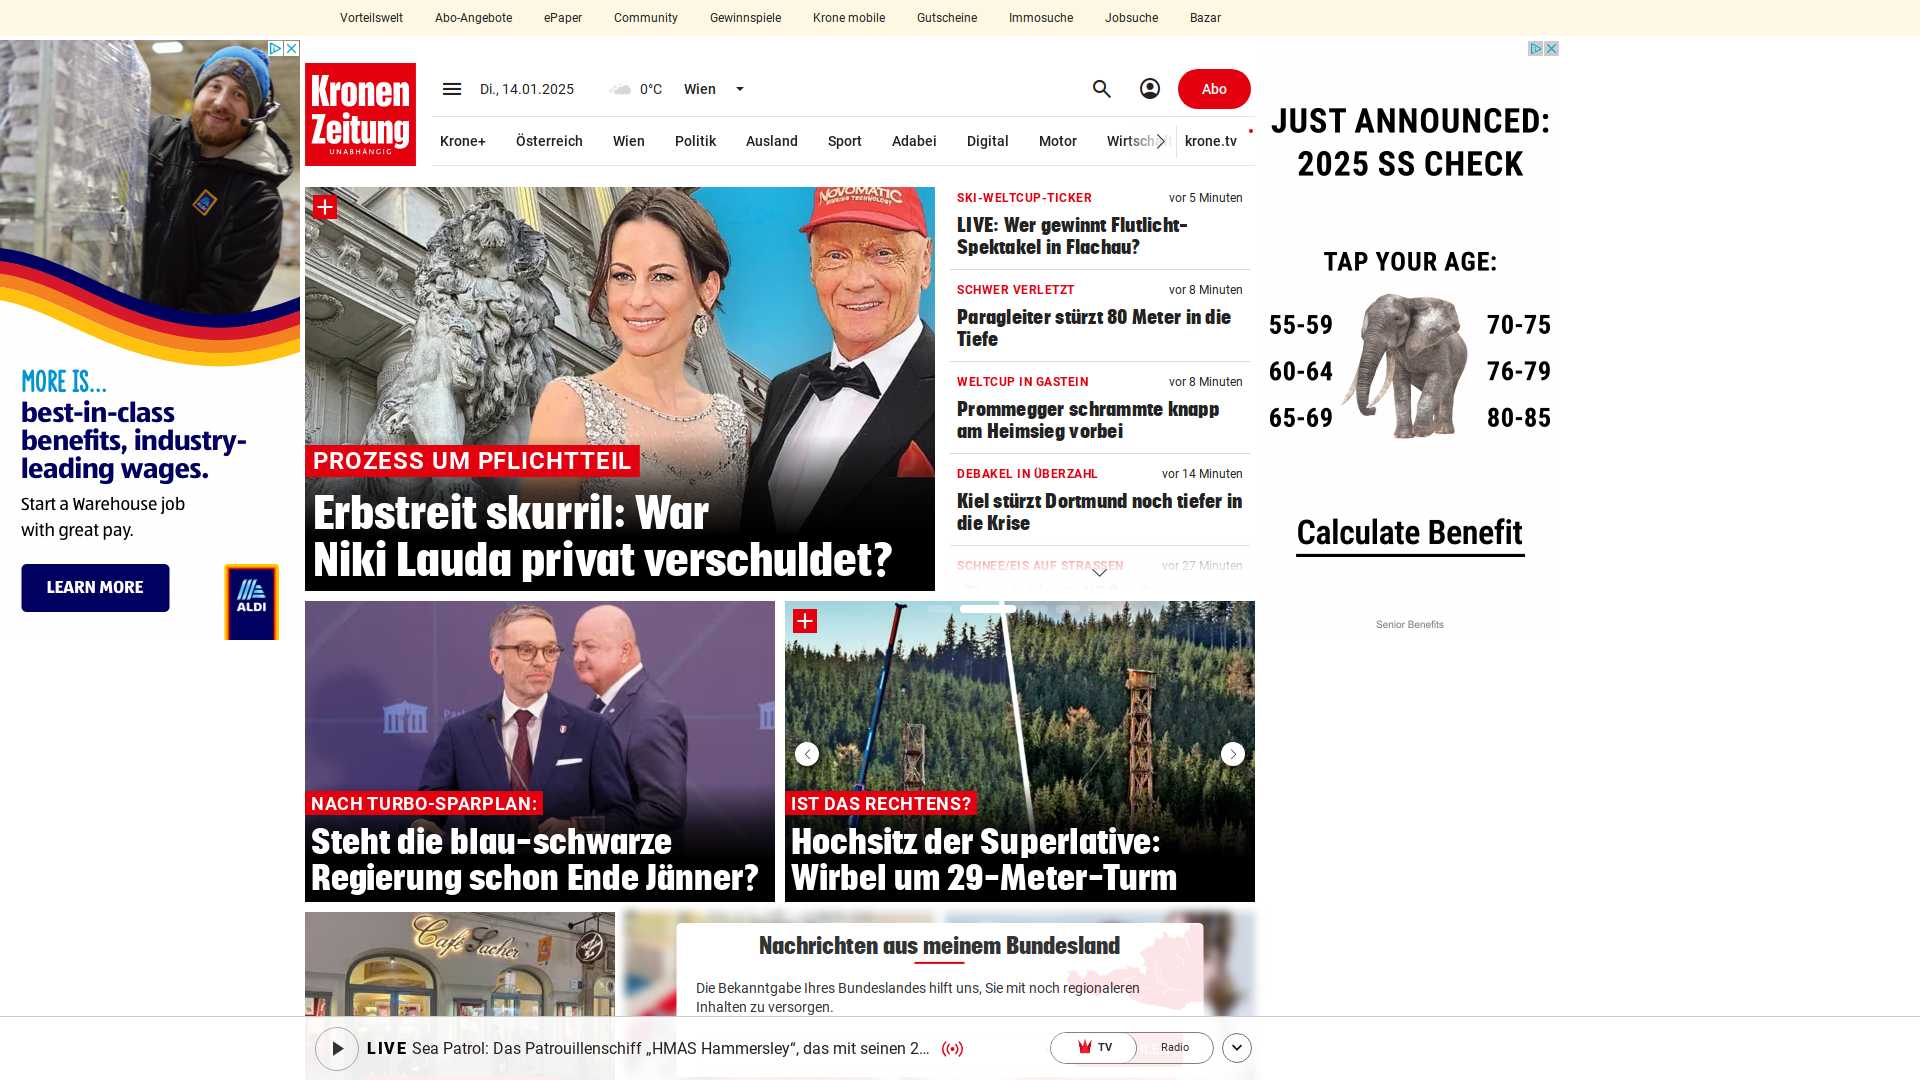 Vorteilswelt Abo-Angebote ePaper Community Gewinnspiele Krone mobile Gutscheine Immosuche Jobsuche Bazar
Kronen
Zeitung
UNABHÄNGIG
Di., 14.01.2025 0°C Wien Abo
Krone+ Österreich Wien Politik Ausland Sport Adabei Digital Motor Wirtschaft krone.tv
MORE IS...
best-in-class
benefits, industry-
leading wages.
Start a Warehouse job
with great pay.
LEARN MORE
ALDI
NOVOMATIC
PROZESS UM PFLICHTTEIL
Erbstreit skurril: War
Niki Lauda privat verschuldet?
SKI-WELTCUP-TICKER vor 5 Minuten
LIVE: Wer gewinnt Flutlicht-
Spektakel in Flachau?
SCHWER VERLETZT vor 8 Minuten
Paragleiter stürzt 80 Meter in die
Tiefe
WELTCUP IN GASTEIN vor 8 Minuten
Prommegger schrammte knapp
am Heimsieg vorbei
DEBAKEL IN ÜBERZAHL vor 14 Minuten
Kiel stürzt Dortmund noch tiefer in
die Krise
SCHNEE/EIS AUF STRASSEN vor 27 Minuten
JUST ANNOUNCED:
2025 SS CHECK
TAP YOUR AGE:
55-59 70-75
60-64 76-79
65-69 80-85
Calculate Benefit
Senior Benefits
NACH TURBO-SPARPLAN:
Steht die blau-schwarze
Regierung schon Ende Jänner?
IST DAS RECHTENS?
Hochsitz der Superlative:
Wirbel um 29-Meter-Turm
Café Sacher
Nachrichten aus meinem Bundesland
Die Bekanntgabe Ihres Bundeslandes hilft uns, Sie mit noch regionaleren
Inhalten zu versorgen.
LIVE Sea Patrol: Das Patrouillenschiff „HMAS Hammersley“, das mit seinen 2... TV Radio